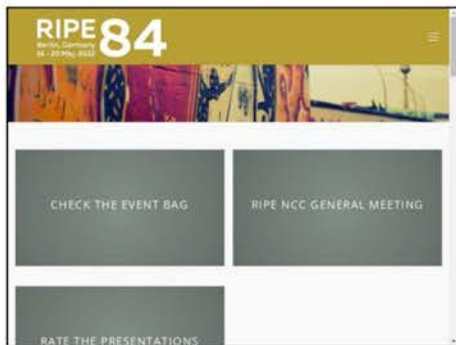 RIPE 84
Berlin, Germany
16 - 20 May 2022
CHECK THE EVENT BAG
RIPE NCC GENERAL MEETING
RATE THE PRESENTATIONS